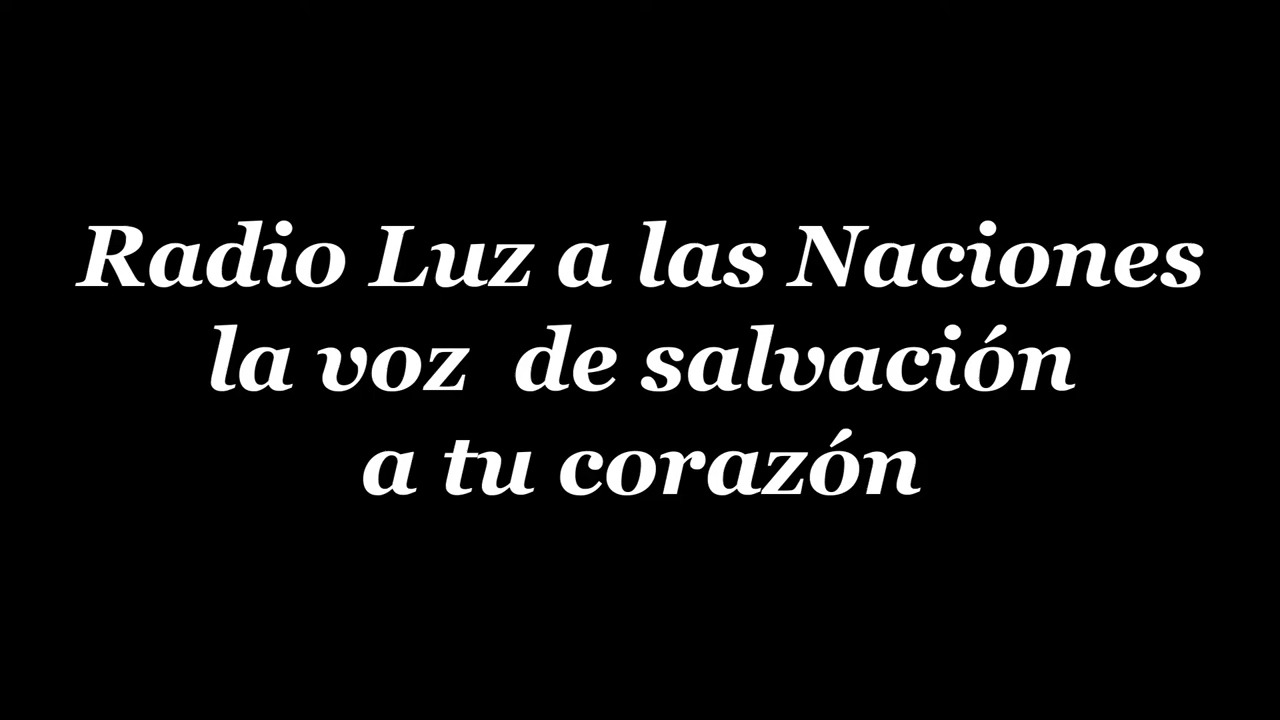 Radio Luz a las Naciones
la voz  de salvación
a tu corazón